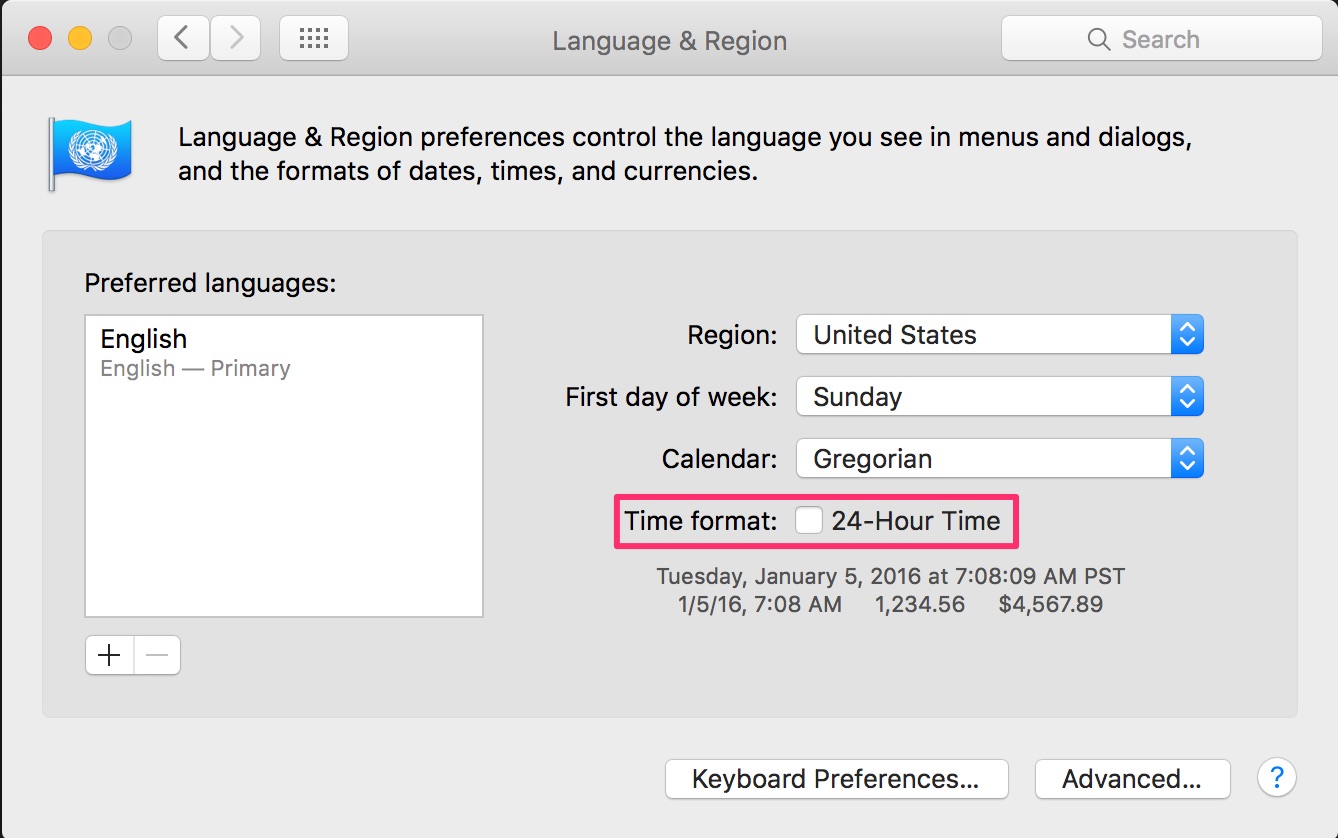 Language & Region
Search
Language & Region preferences control the language you see in menus and dialogs,
and the formats of dates, times, and currencies.
Preferred languages:
English
English — Primary
Region: United States
First day of week: Sunday
Calendar: Gregorian
Time format: 24-Hour Time
Tuesday, January 5, 2016 at 7:08:09 AM PST
1/5/16, 7:08 AM 1,234.56 $4,567.89
Keyboard Preferences... Advanced... ?